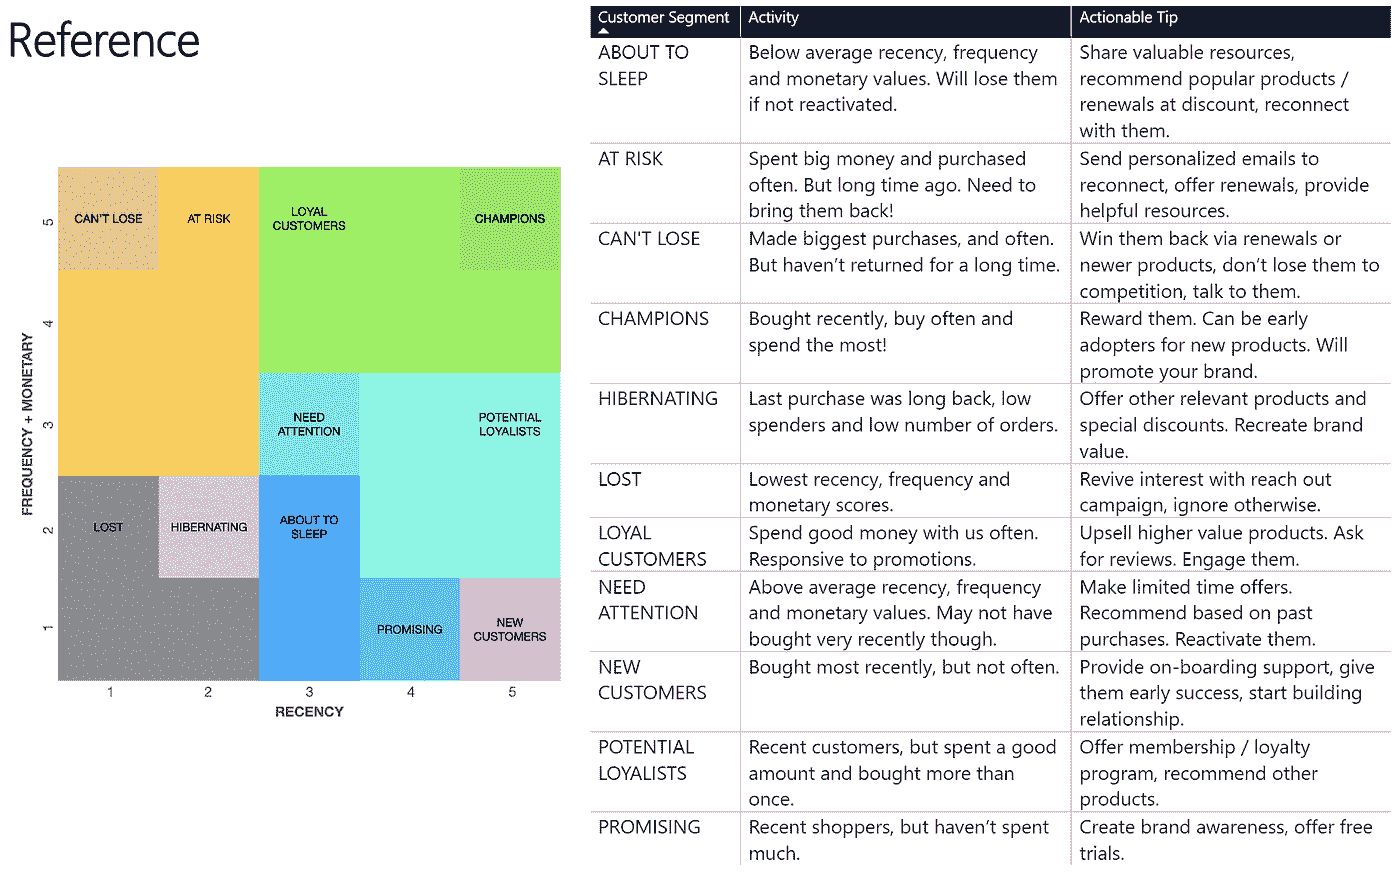 Reference
CAN'T LOSE
AT RISK
LOYAL
CUSTOMERS
CHAMPIONS
NEED
ATTENTION
POTENTIAL
LOYALISTS
LOST
HIBERNATING
ABOUT TO
SLEEP
PROMISING
NEW
CUSTOMERS
5
4
3
2
1
FREQUENCY + MONETARY
1 2 3 4 5
RECENCY
Customer Segment Activity Actionable Tip
ABOUT TO Below average recency, frequency Share valuable resources,
SLEEP and monetary values. Will lose them recommend popular products /
if not reactivated. renewals at discount, reconnect
with them.
AT RISK Spent big money and purchased Send personalized emails to
often. But long time ago. Need to reconnect, offer renewals, provide
bring them back! helpful resources.
CAN'T LOSE Made biggest purchases, and often. Win them back via renewals or
But haven’t returned for a long time. newer products, don’t lose them to
competition, talk to them.
CHAMPIONS Bought recently, buy often and Reward them. Can be early
spend the most! adopters for new products. Will
promote your brand.
HIBERNATING Last purchase was long back, low Offer other relevant products and
spenders and low number of orders. special discounts. Recreate brand
value.
LOST Lowest recency, frequency and Revive interest with reach out
monetary scores. campaign, ignore otherwise.
LOYAL Spend good money with us often. Upsell higher value products. Ask
CUSTOMERS Responsive to promotions. for reviews. Engage them.
NEED Above average recency, frequency Make limited time offers.
ATTENTION and monetary values. May not have Recommend based on past
bought very recently though. purchases. Reactivate them.
NEW Bought most recently, but not often. Provide on-boarding support, give
CUSTOMERS them early success, start building
relationship.
POTENTIAL Recent customers, but spent a good Offer membership / loyalty
LOYALISTS amount and bought more than program, recommend other
once. products.
PROMISING Recent shoppers, but haven’t spent Create brand awareness, offer free
much. trials.